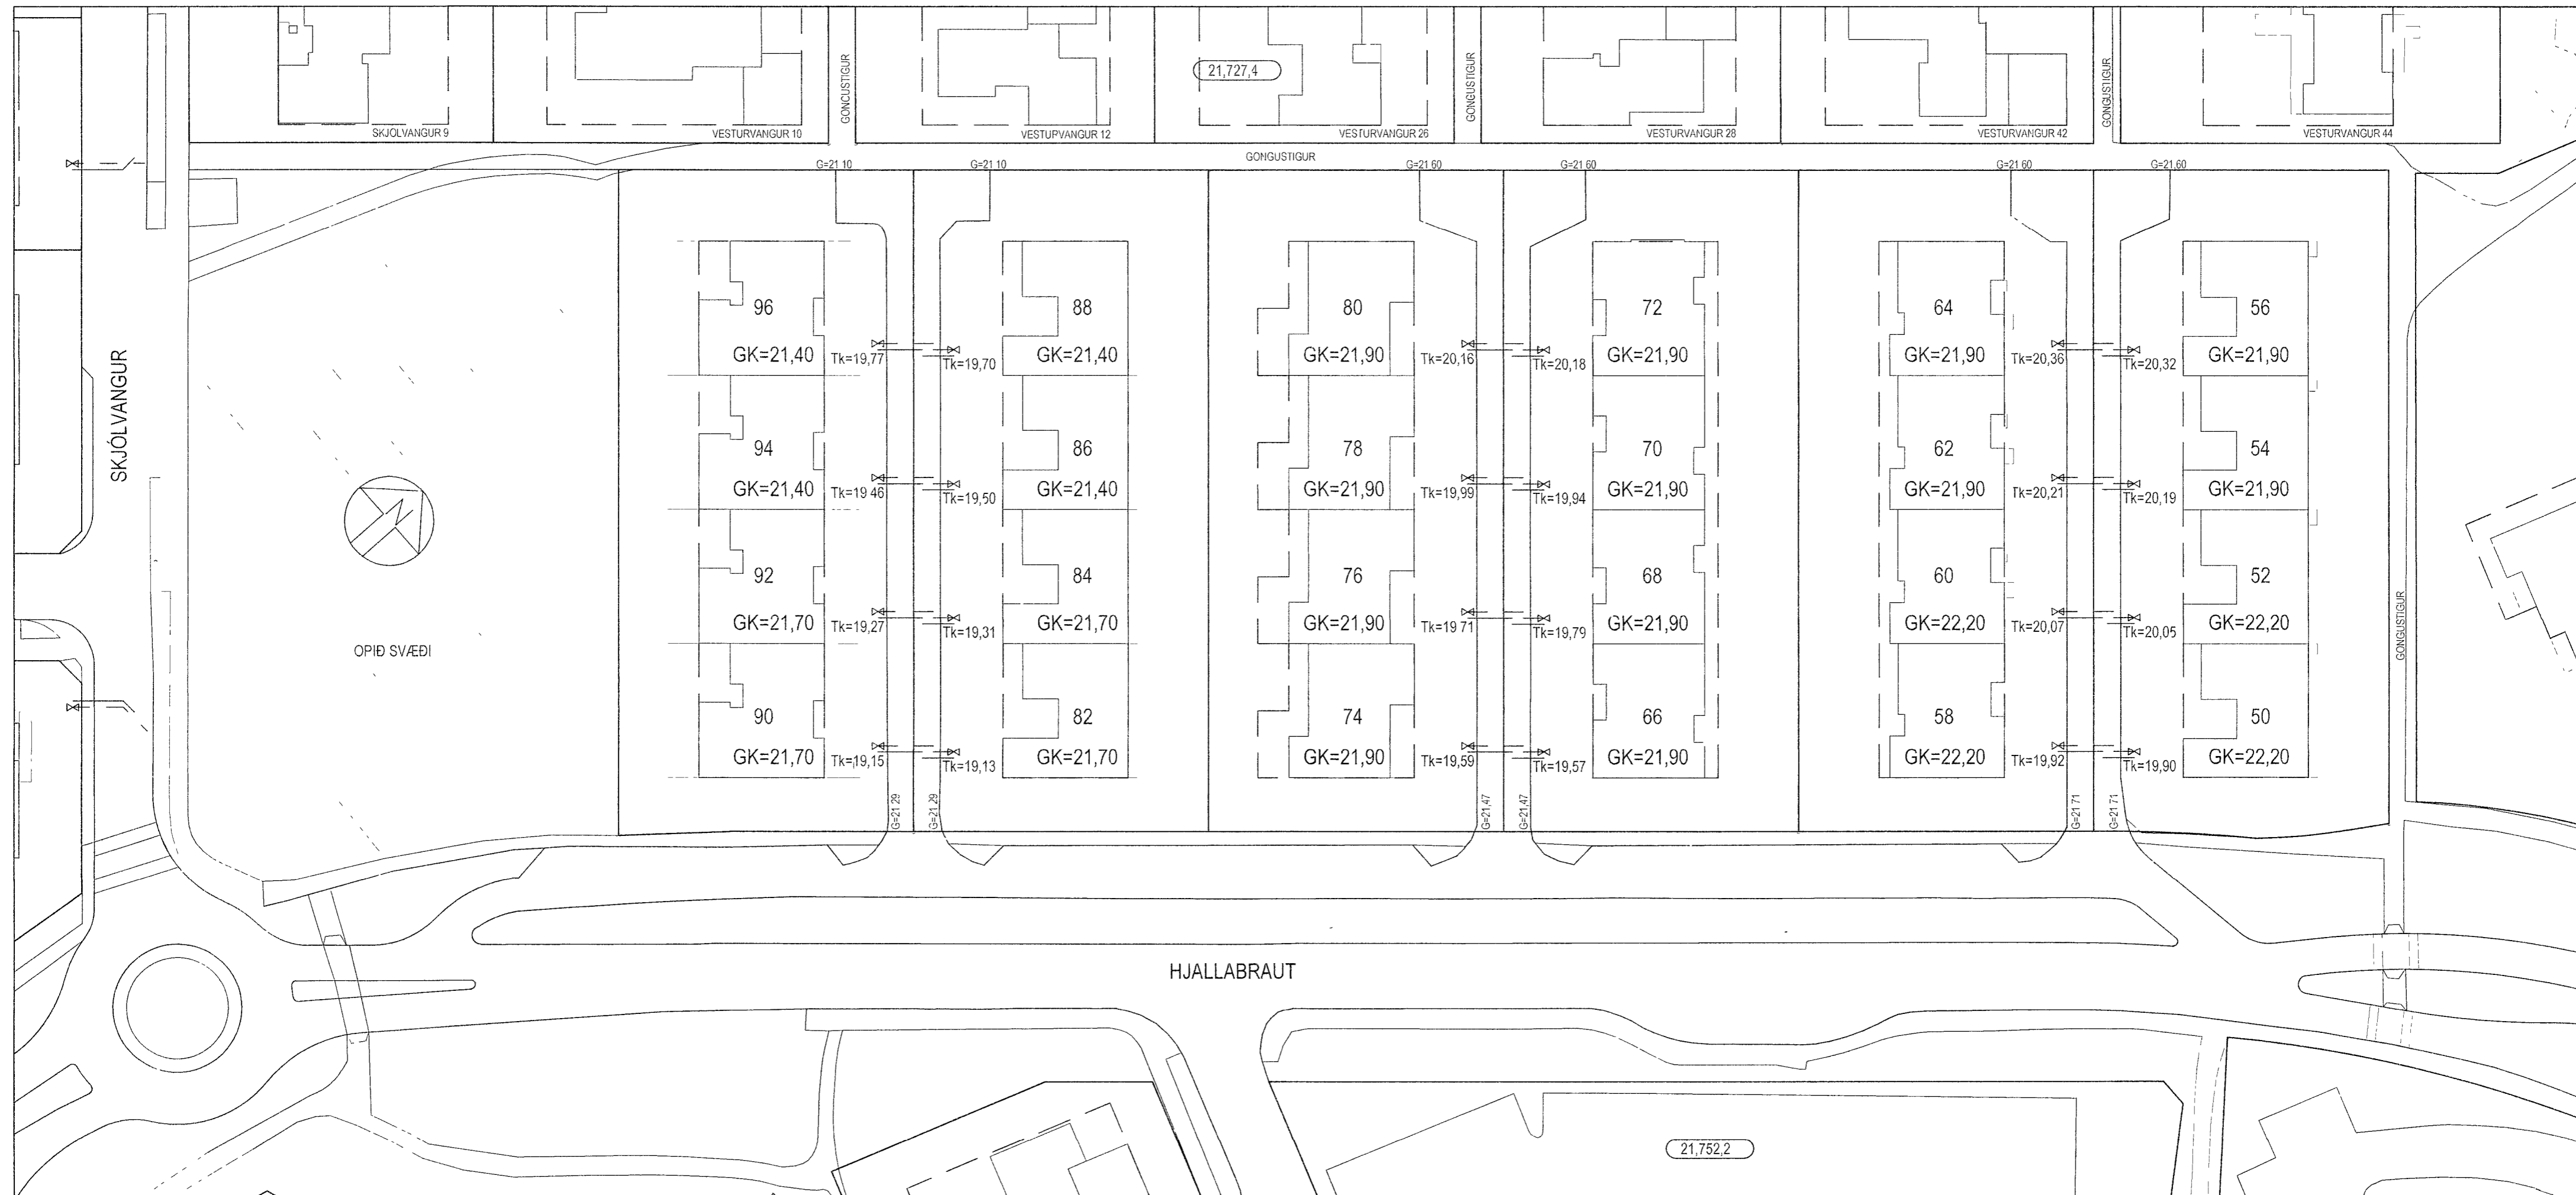 21,727,4
GONGUSTIGUR
GONGUSTIGUR
GONGUSTIGUR
SKJOLVANGUR 9
VESTURVANGUR 10
VESTUPVANGUR 12
VESTURVANGUR 26
VESTURVANGUR 28
VESTURVANGUR 42
VESTURVANGUR 44
GONGUSTIGUR
G=21 10
G=21 10
G=21 60
G=21 60
G=21 60
G=21,60
96
88
80
72
64
56
GK=21,40
Tk=19,77
Tk=19,70
GK=21,40
GK=21,90
Tk=20,16
Tk=20,18
GK=21,90
GK=21,90
Tk=20,36
Tk=20,32
GK=21,90
SKJÓLVANGUR
94
86
78
70
62
54
GK=21,40
Tk=19 46
Tk=19,50
GK=21,40
GK=21,90
Tk=19,99
Tk=19,94
GK=21,90
GK=21,90
Tk=20,21
Tk=20,19
GK=21,90
N
92
84
76
68
60
52
GK=21,70
Tk=19,27
Tk=19,31
GK=21,70
GK=21,90
Tk=19 71
Tk=19,79
GK=21,90
GK=22,20
Tk=20,07
Tk=20,05
GK=22,20
GONGUSTIGUR
OPIÐ SVÆÐI
90
82
74
66
58
50
GK=21,70
Tk=19,15
Tk=19,13
GK=21,70
GK=21,90
Tk=19,59
Tk=19,57
GK=21,90
GK=22,20
Tk=19,92
Tk=19,90
GK=22,20
G=21 29
G=21 29
G=21,47
G=21,47
G=21 71
G=21 71
HJALLABRAUT
21,752,2